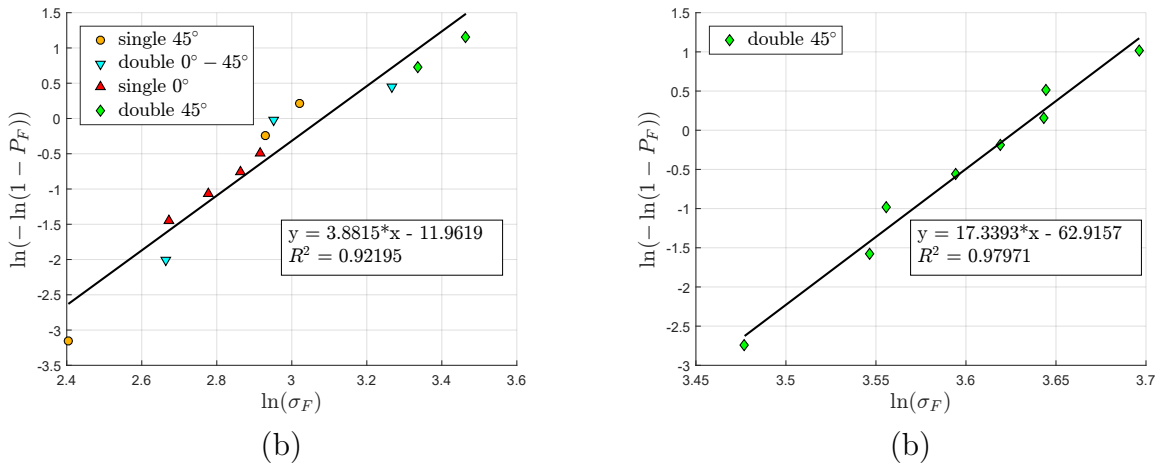 1.5
1
0.5
0
-0.5
-1
-1.5
-2
-2.5
-3
-3.5
ln(− ln(1 − P_F))
single 45°
double 0° − 45°
single 0°
double 45°
y = 3.8815*x - 11.9619
R² = 0.92195
2.4 2.6 2.8 3 3.2 3.4 3.6
ln(σ_F)
(b)
1.5
1
0.5
0
-0.5
-1
-1.5
-2
-2.5
-3
ln(− ln(1 − P_F))
double 45°
y = 17.3393*x - 62.9157
R² = 0.97971
3.45 3.5 3.55 3.6 3.65 3.7
ln(σ_F)
(b)